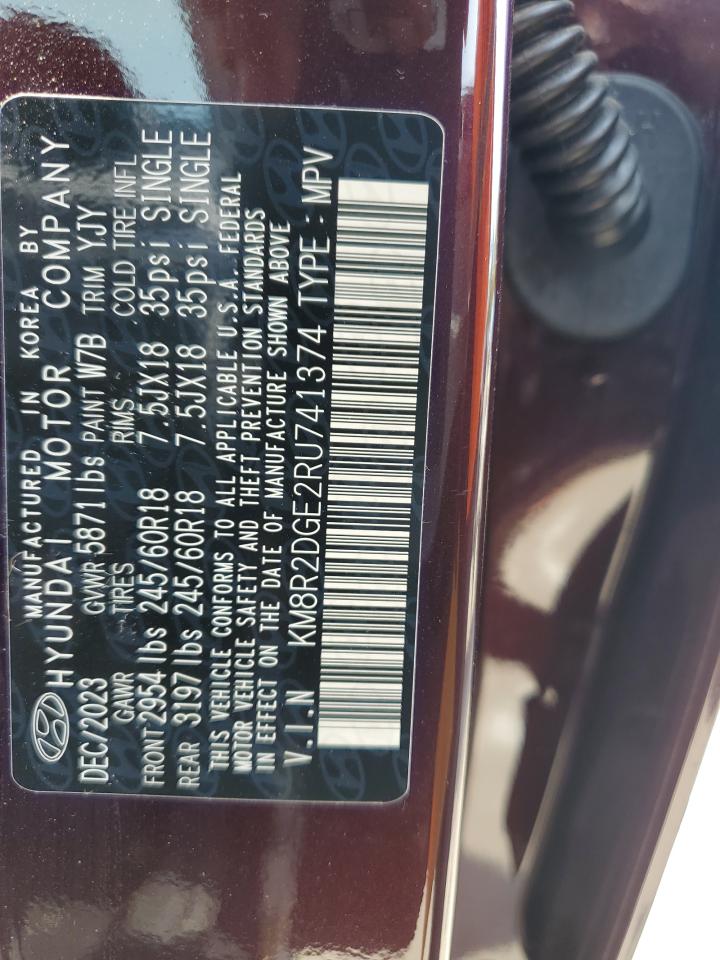 MANUFACTURED IN KOREA BY
HYUNDAI MOTOR COMPANY
DEC/2023 GVWR 5871 lbs PAINT W7B TRIM YJY
GAWR TIRES RIMS COLD TIRE INFL
FRONT 2954 lbs 245/60R18 7.5JX18 35psi SINGLE
REAR 3197 lbs 245/60R18 7.5JX18 35psi SINGLE
THIS VEHICLE CONFORMS TO ALL APPLICABLE U.S.A. FEDERAL
MOTOR VEHICLE SAFETY AND THEFT PREVENTION STANDARDS
IN EFFECT ON THE DATE OF MANUFACTURE SHOWN ABOVE
V.I.N KM8R2DGE2RU741374 TYPE : MPV